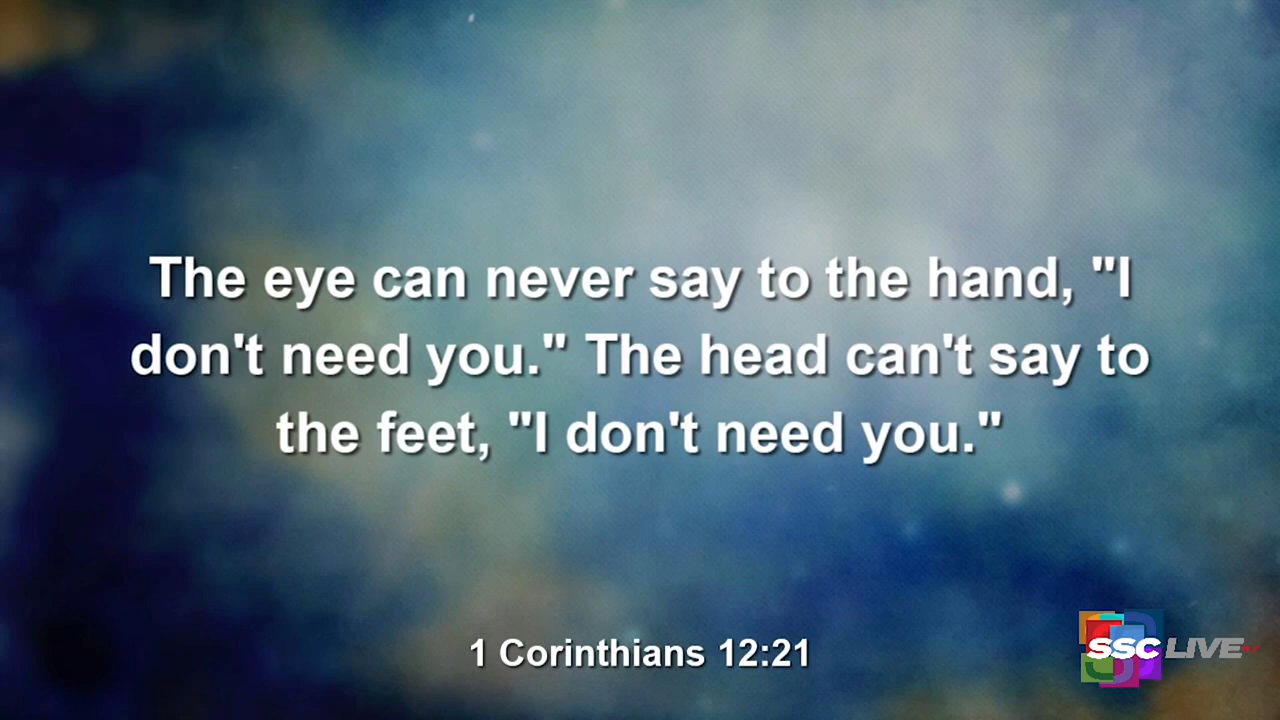 The eye can never say to the hand, "I
don't need you." The head can't say to
the feet, "I don't need you."
1 Corinthians 12:21
SSC LIVE